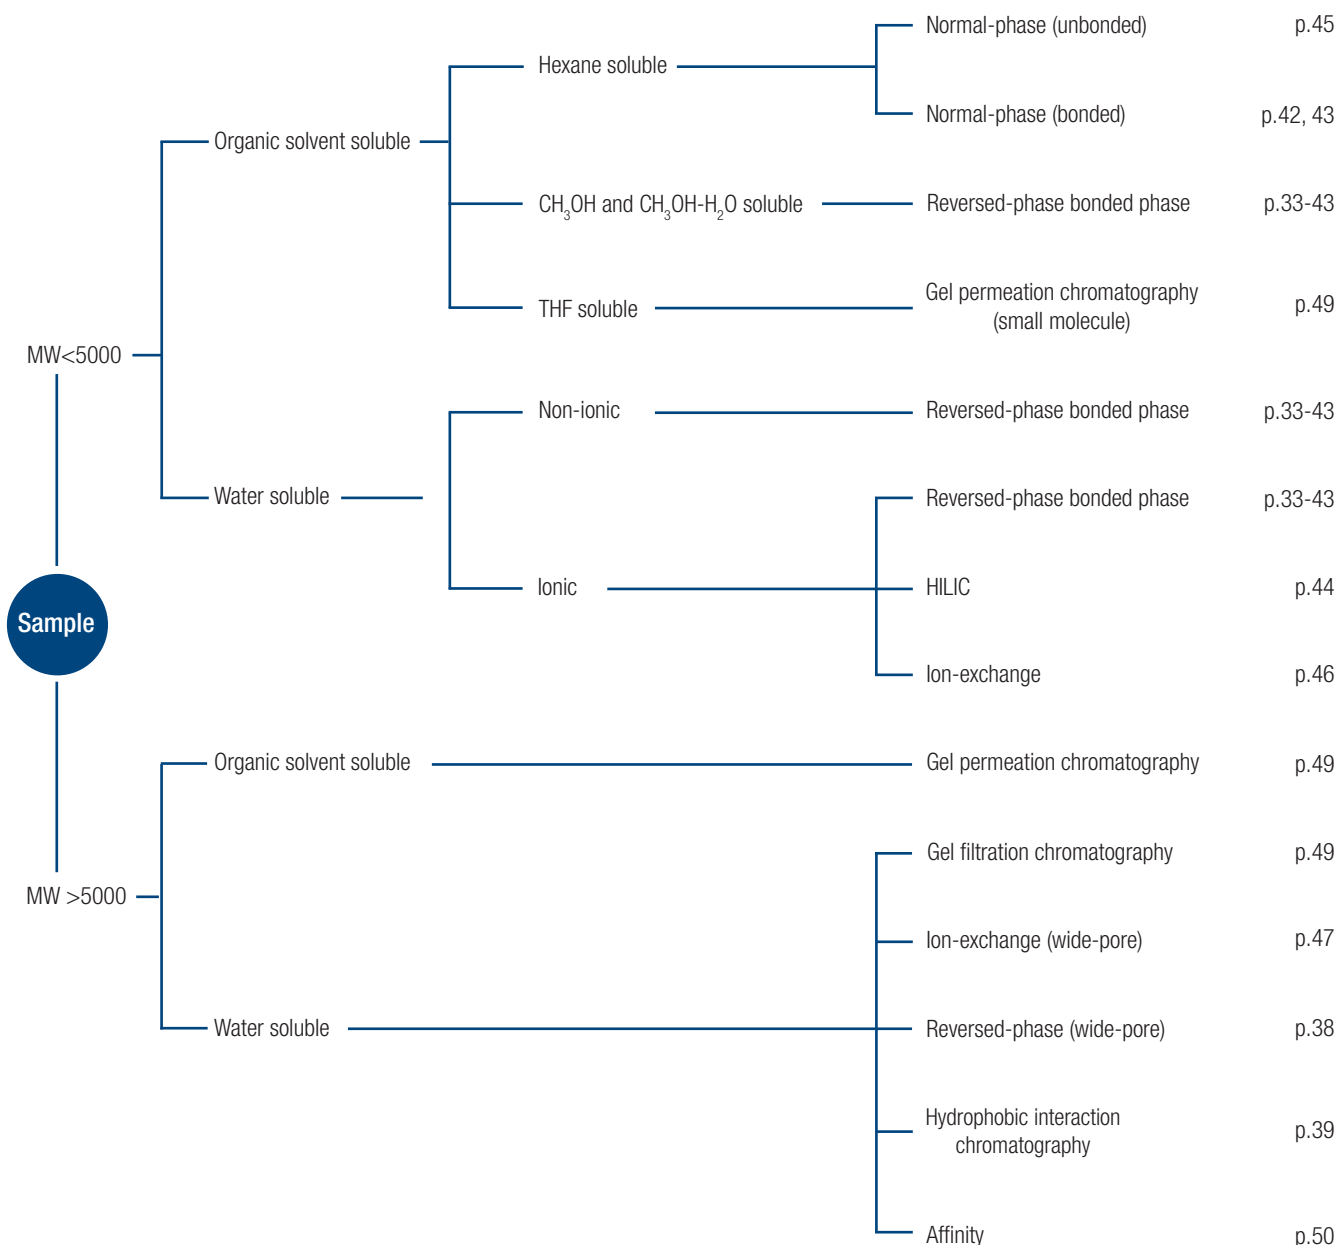 Normal-phase (unbonded) p.45
Hexane soluble
Normal-phase (bonded) p.42, 43
Organic solvent soluble
CH₃OH and CH₃OH-H₂O soluble Reversed-phase bonded phase p.33-43
Gel permeation chromatography
(small molecule) p.49
THF soluble
MW<5000
Non-ionic Reversed-phase bonded phase p.33-43
Water soluble Reversed-phase bonded phase p.33-43
Ionic HILIC p.44
Sample
Ion-exchange p.46
Organic solvent soluble Gel permeation chromatography p.49
Gel filtration chromatography p.49
MW >5000
Ion-exchange (wide-pore) p.47
Water soluble Reversed-phase (wide-pore) p.38
Hydrophobic interaction
chromatography p.39
Affinity p.50